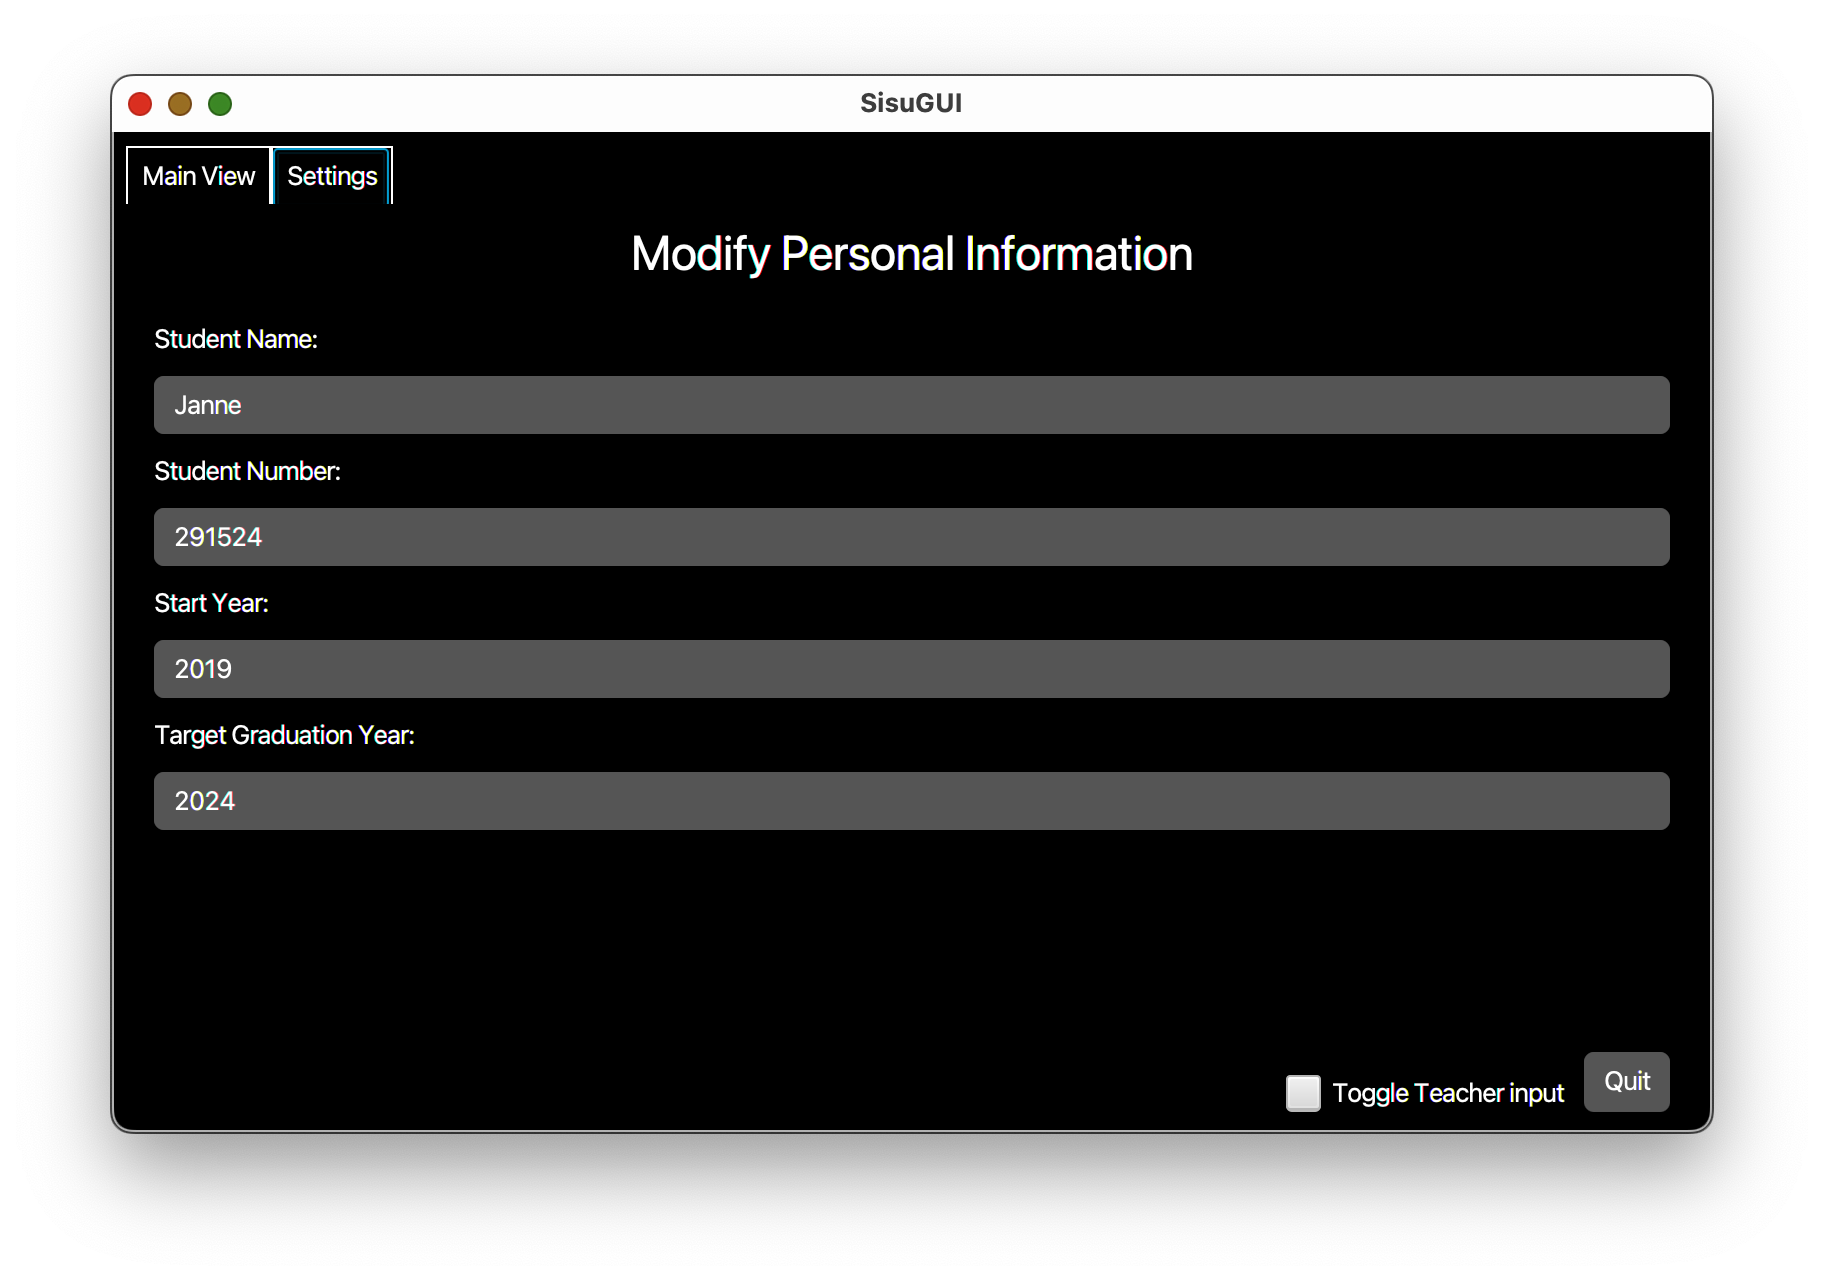 SisuGUI
Main View Settings
Modify Personal Information
Student Name:
Janne
Student Number:
291524
Start Year:
2019
Target Graduation Year:
2024
Toggle Teacher input Quit